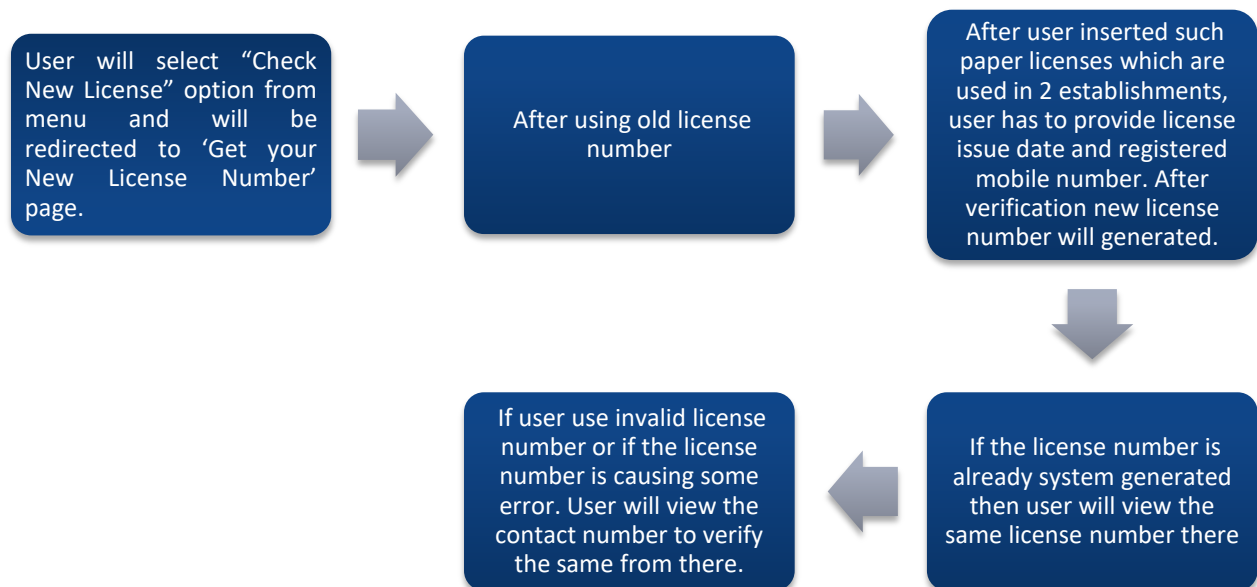 User will select “Check
New License” option from
menu and will be
redirected to ‘Get your
New License Number’
page.
After using old license
number
After user inserted such
paper licenses which are
used in 2 establishments,
user has to provide license
issue date and registered
mobile number. After
verification new license
number will generated.
If the license number is
already system generated
then user will view the
same license number there
If user use invalid license
number or if the license
number is causing some
error. User will view the
contact number to verify
the same from there.